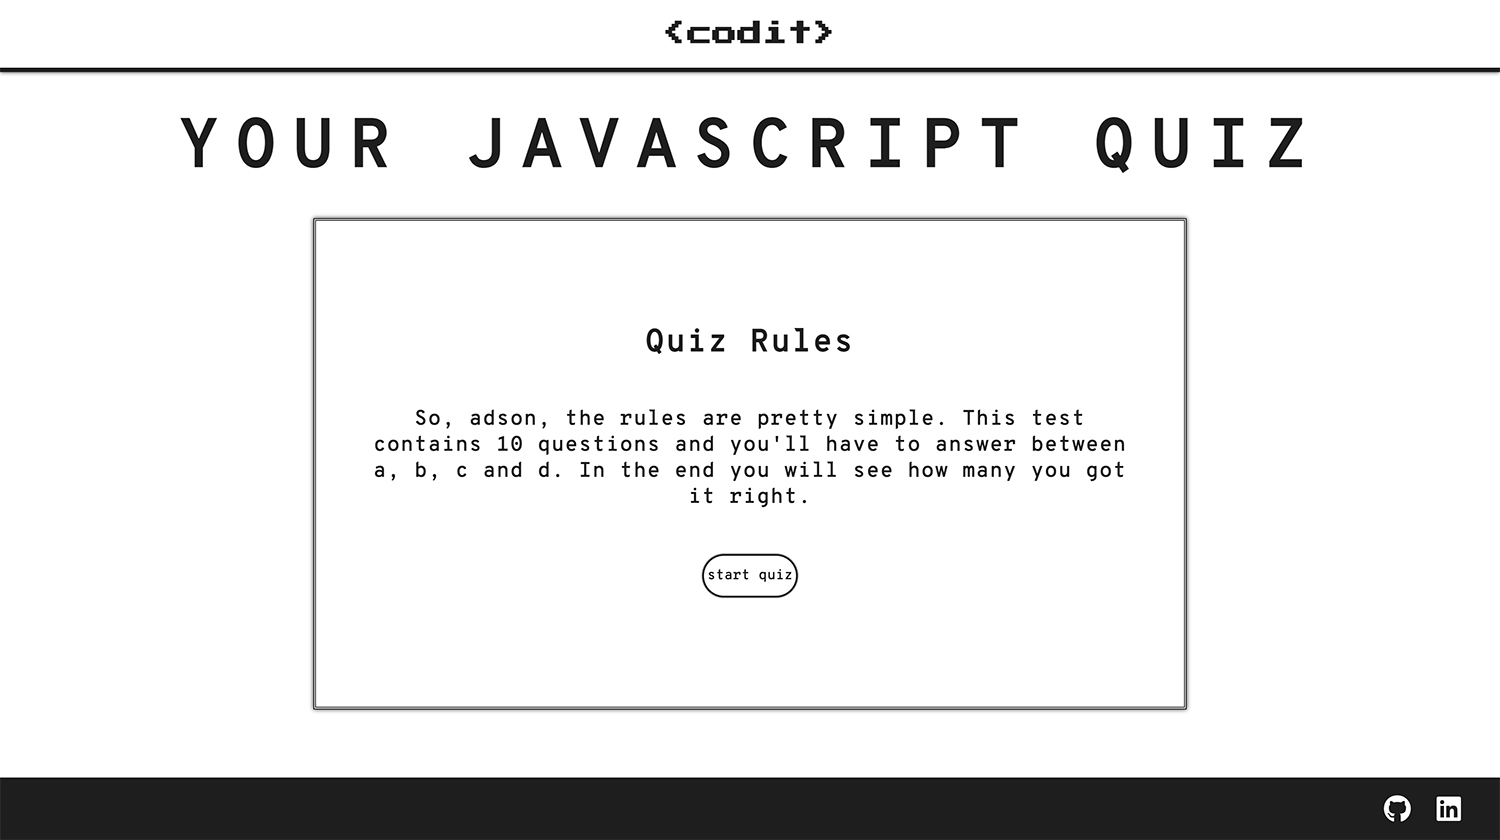 <codit>
YOUR JAVASCRIPT QUIZ
Quiz Rules
So, adson, the rules are pretty simple. This test
contains 10 questions and you'll have to answer between
a, b, c and d. In the end you will see how many you got
it right.
start quiz
in